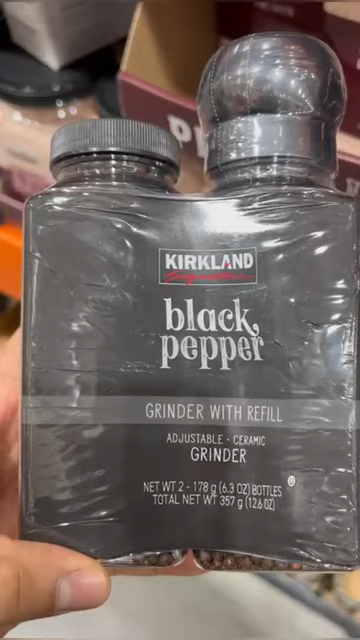 KIRKLAND
Signature
black
pepper
GRINDER WITH REFILL
ADJUSTABLE • CERAMIC
GRINDER
NET WT 2 - 178 g (6.3 OZ) BOTTLES
TOTAL NET WT 357 g (12.6 OZ)